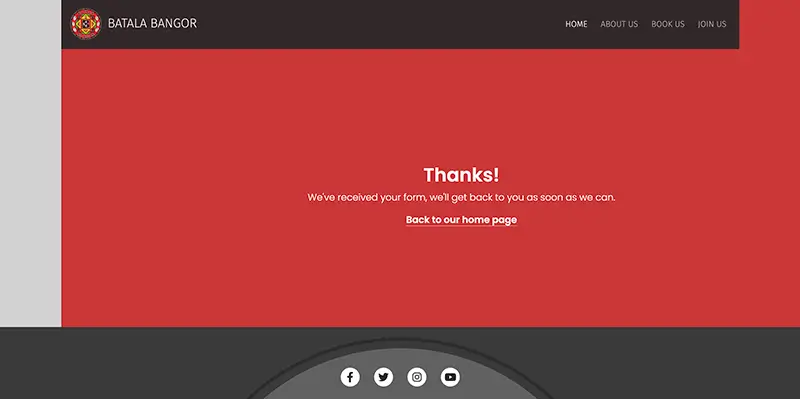 BATALA BANGOR
HOME ABOUT US BOOK US JOIN US
Thanks!
We've received your form, we'll get back to you as soon as we can.
Back to our home page